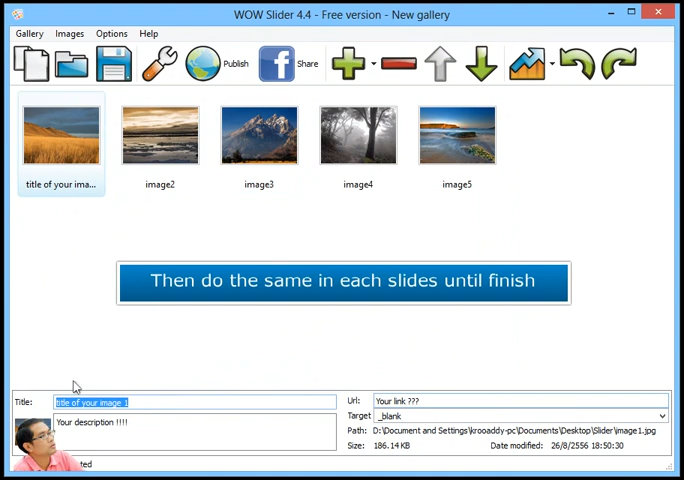 WOW Slider 4.4 - Free version - New gallery
Gallery Images Options Help
Publish Share
title of your ima... image2 image3 image4 image5
Then do the same in each slides until finish
Title: title of your image 1
Your description !!!!
Url: Your link ???
Target _blank
Path: D:\Document and Settings\krooaddy-pc\Documents\Desktop\Slider\image1.jpg
Size: 186.14 KB Date modified: 26/8/2556 18:50:30